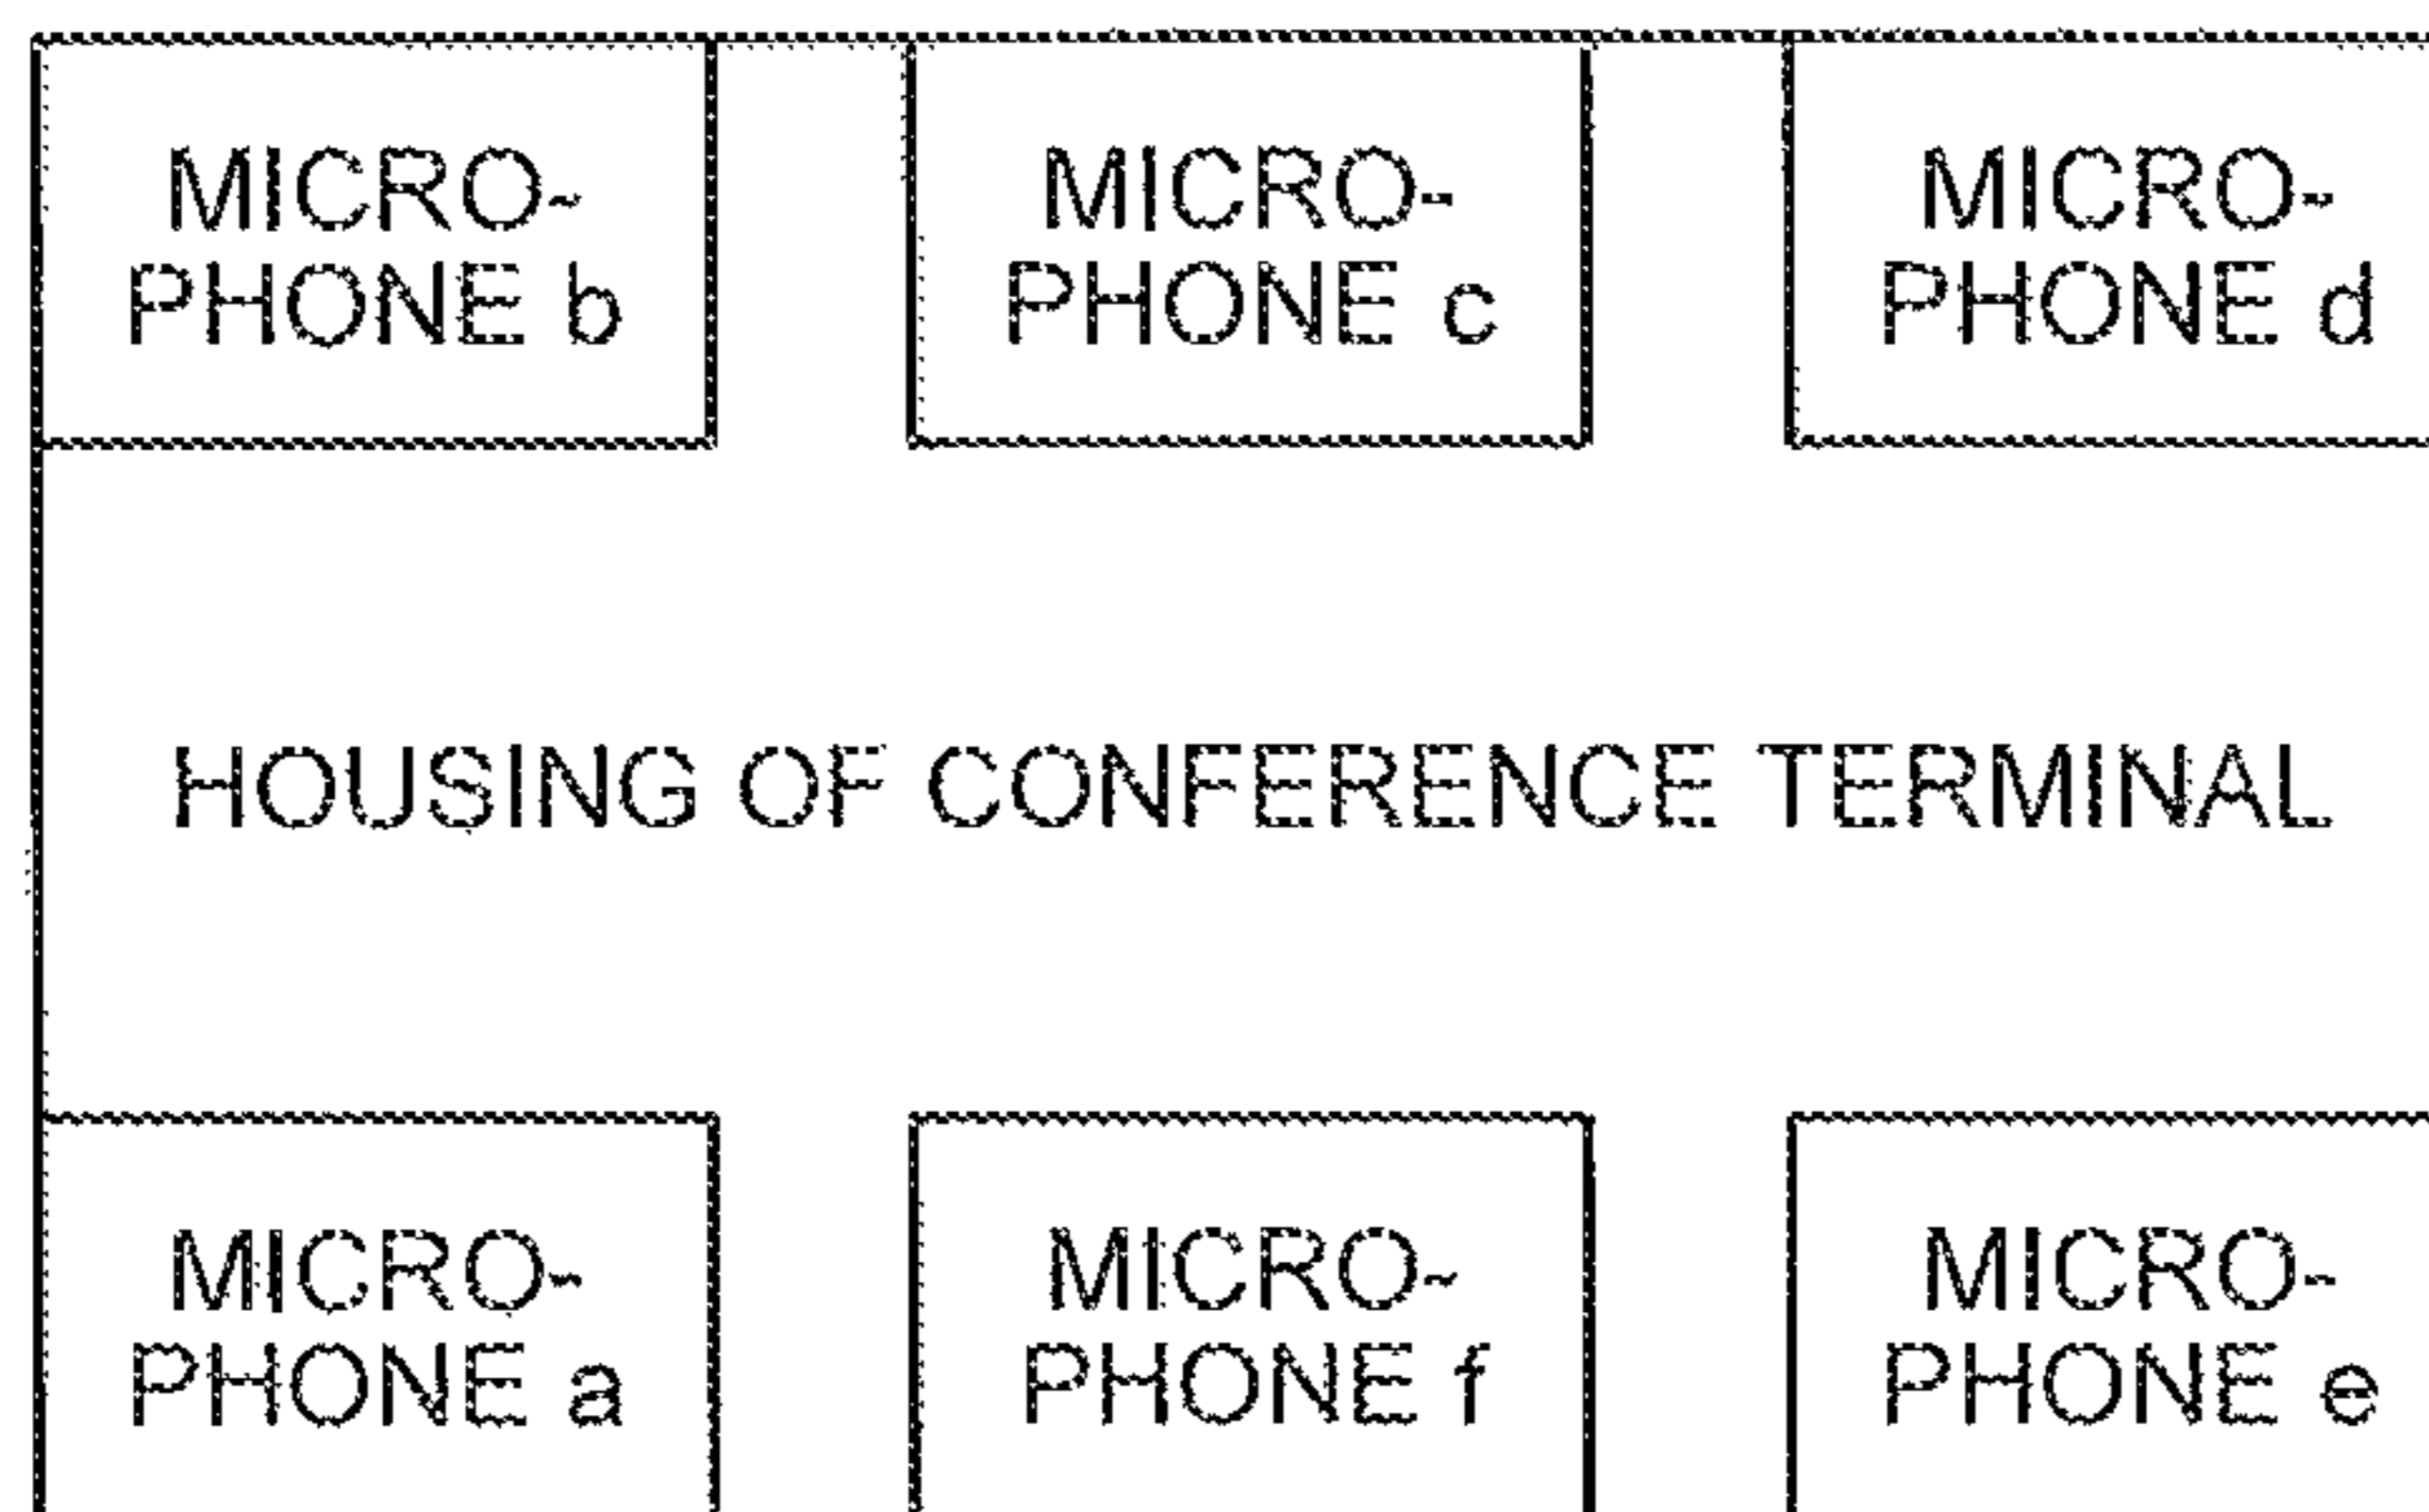 MICRO-
PHONE b
MICRO-
PHONE c
MICRO-
PHONE d
HOUSING OF CONFERENCE TERMINAL
MICRO-
PHONE a
MICRO-
PHONE f
MICRO-
PHONE e